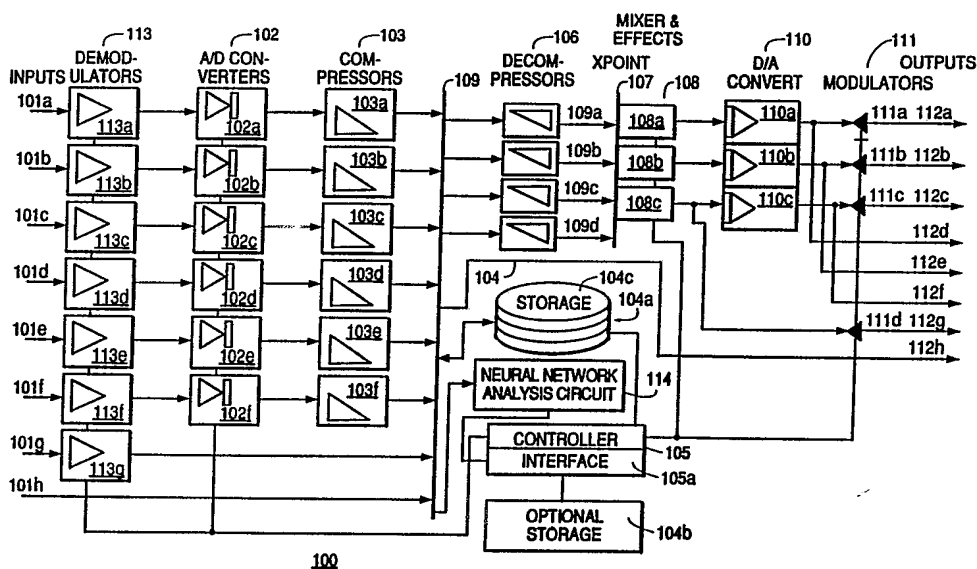 MIXER &
113 102 103 106 EFFECTS 110 111
DEMOD- A/D CON- COM- DECOM- XPOINT D/A OUTPUTS
INPUTS ULATORS VERTERS PRESSORS 109 PRESSORS 107 108 CONVERT MODULATORS
101a 113a 102a 103a 109a 108a 110a 111a 112a
101b 113b 102b 103b 109b 108b 110b 111b 112b
101c 113c 102c 103c 109c 108c 110c 111c 112c
109d 112d
101d 113d 102d 103d 104 104c 112e
STORAGE 104a 112f
101e 113e 102e 103e 111d 112g
112h
101f 113f 102f 103f NEURAL NETWORK
ANALYSIS CIRCUIT 114
101g 113g CONTROLLER 105
INTERFACE 105a
101h
OPTIONAL
STORAGE 104b
100